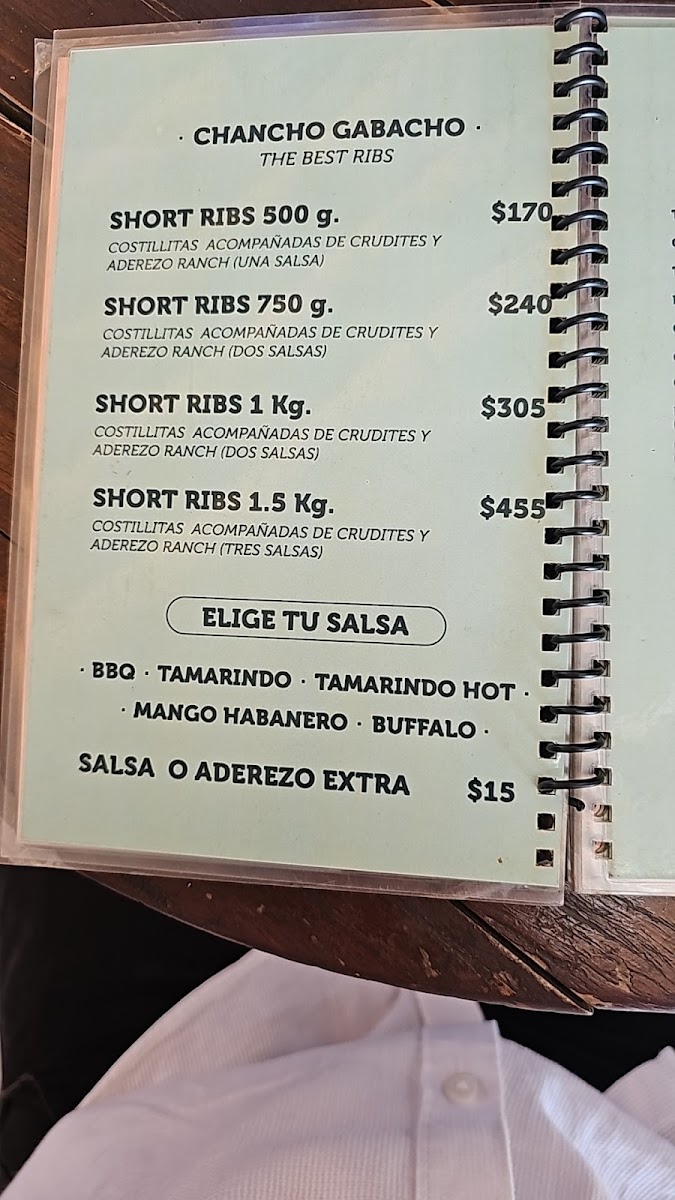 · CHANCHO GABACHO ·
THE BEST RIBS
SHORT RIBS 500 g. $170
COSTILLITAS ACOMPAÑADAS DE CRUDITES Y
ADEREZO RANCH (UNA SALSA)
SHORT RIBS 750 g. $240
COSTILLITAS ACOMPAÑADAS DE CRUDITES Y
ADEREZO RANCH (DOS SALSAS)
SHORT RIBS 1 Kg. $305
COSTILLITAS ACOMPAÑADAS DE CRUDITES Y
ADEREZO RANCH (DOS SALSAS)
SHORT RIBS 1.5 Kg. $455
COSTILLITAS ACOMPAÑADAS DE CRUDITES Y
ADEREZO RANCH (TRES SALSAS)
ELIGE TU SALSA
· BBQ · TAMARINDO · TAMARINDO HOT ·
· MANGO HABANERO · BUFFALO ·
SALSA O ADEREZO EXTRA $15